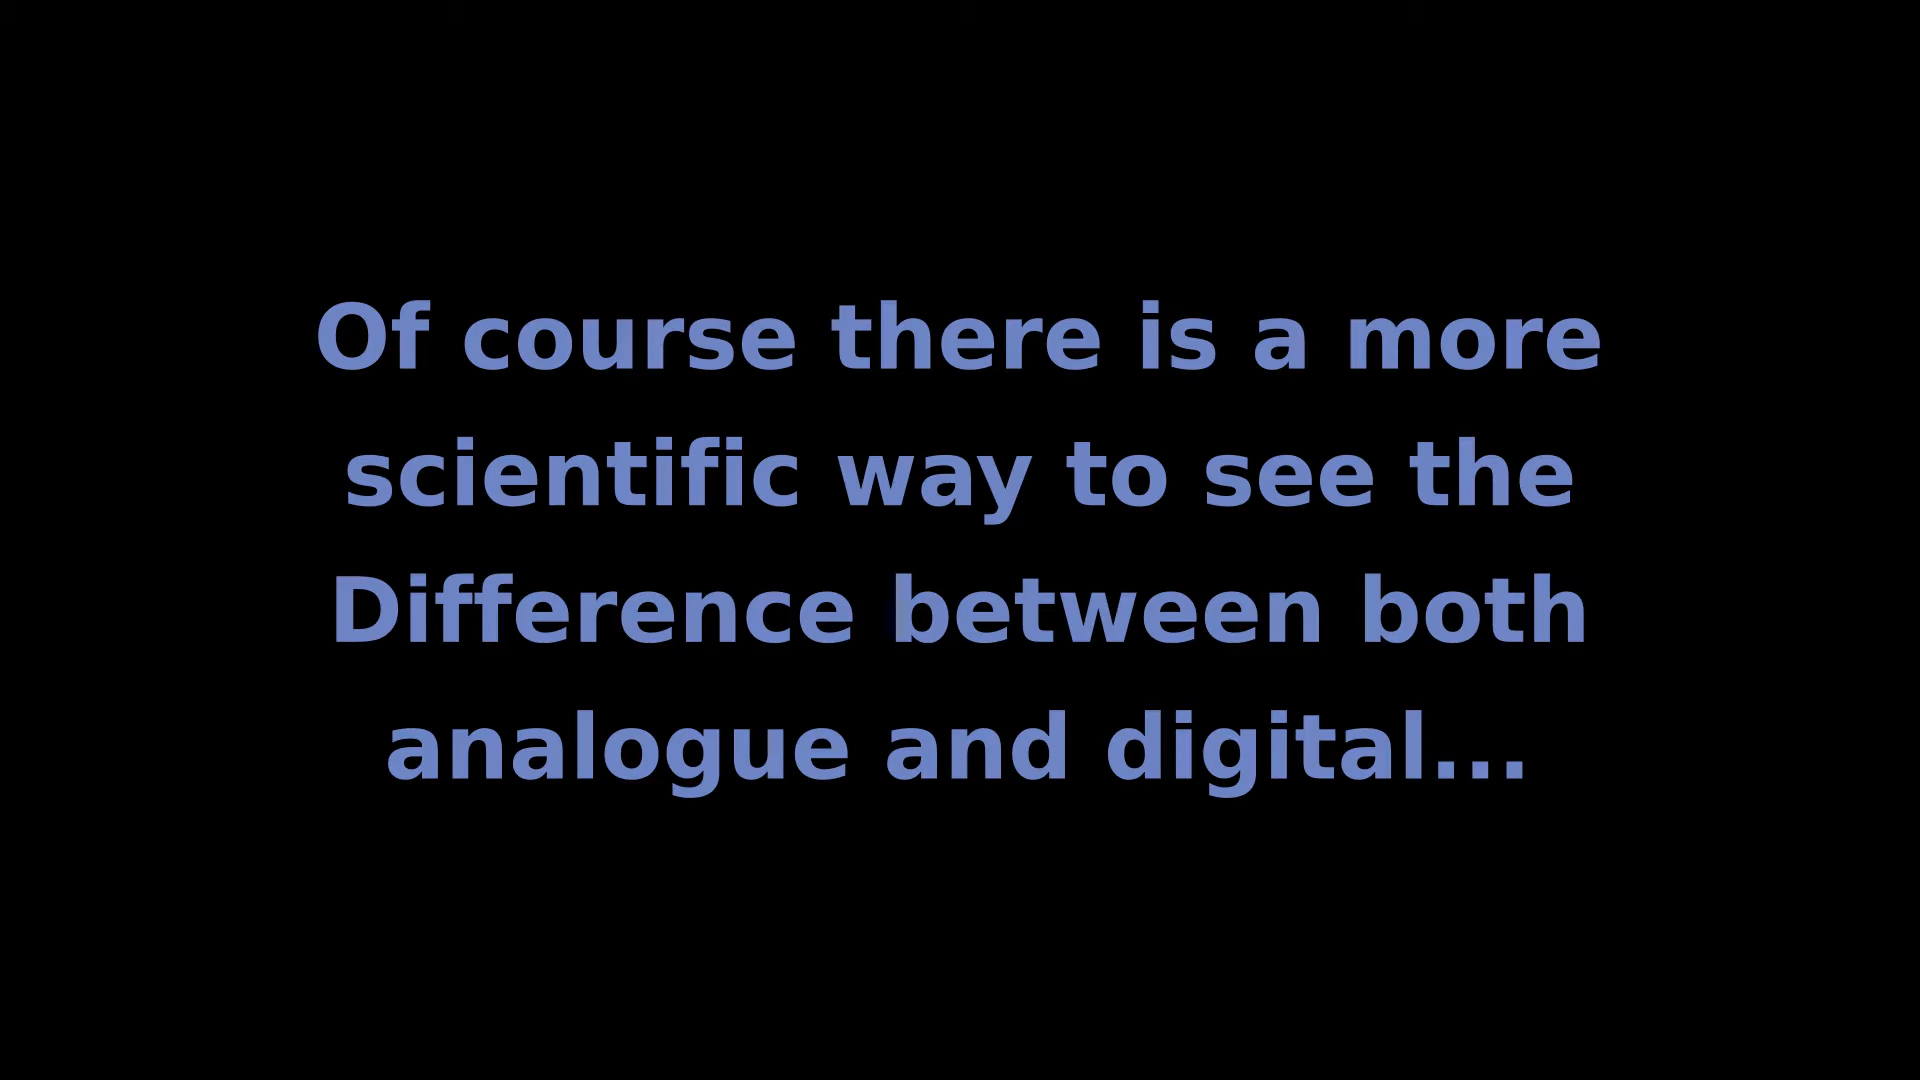 Of course there is a more
scientific way to see the
Difference between both
analogue and digital...